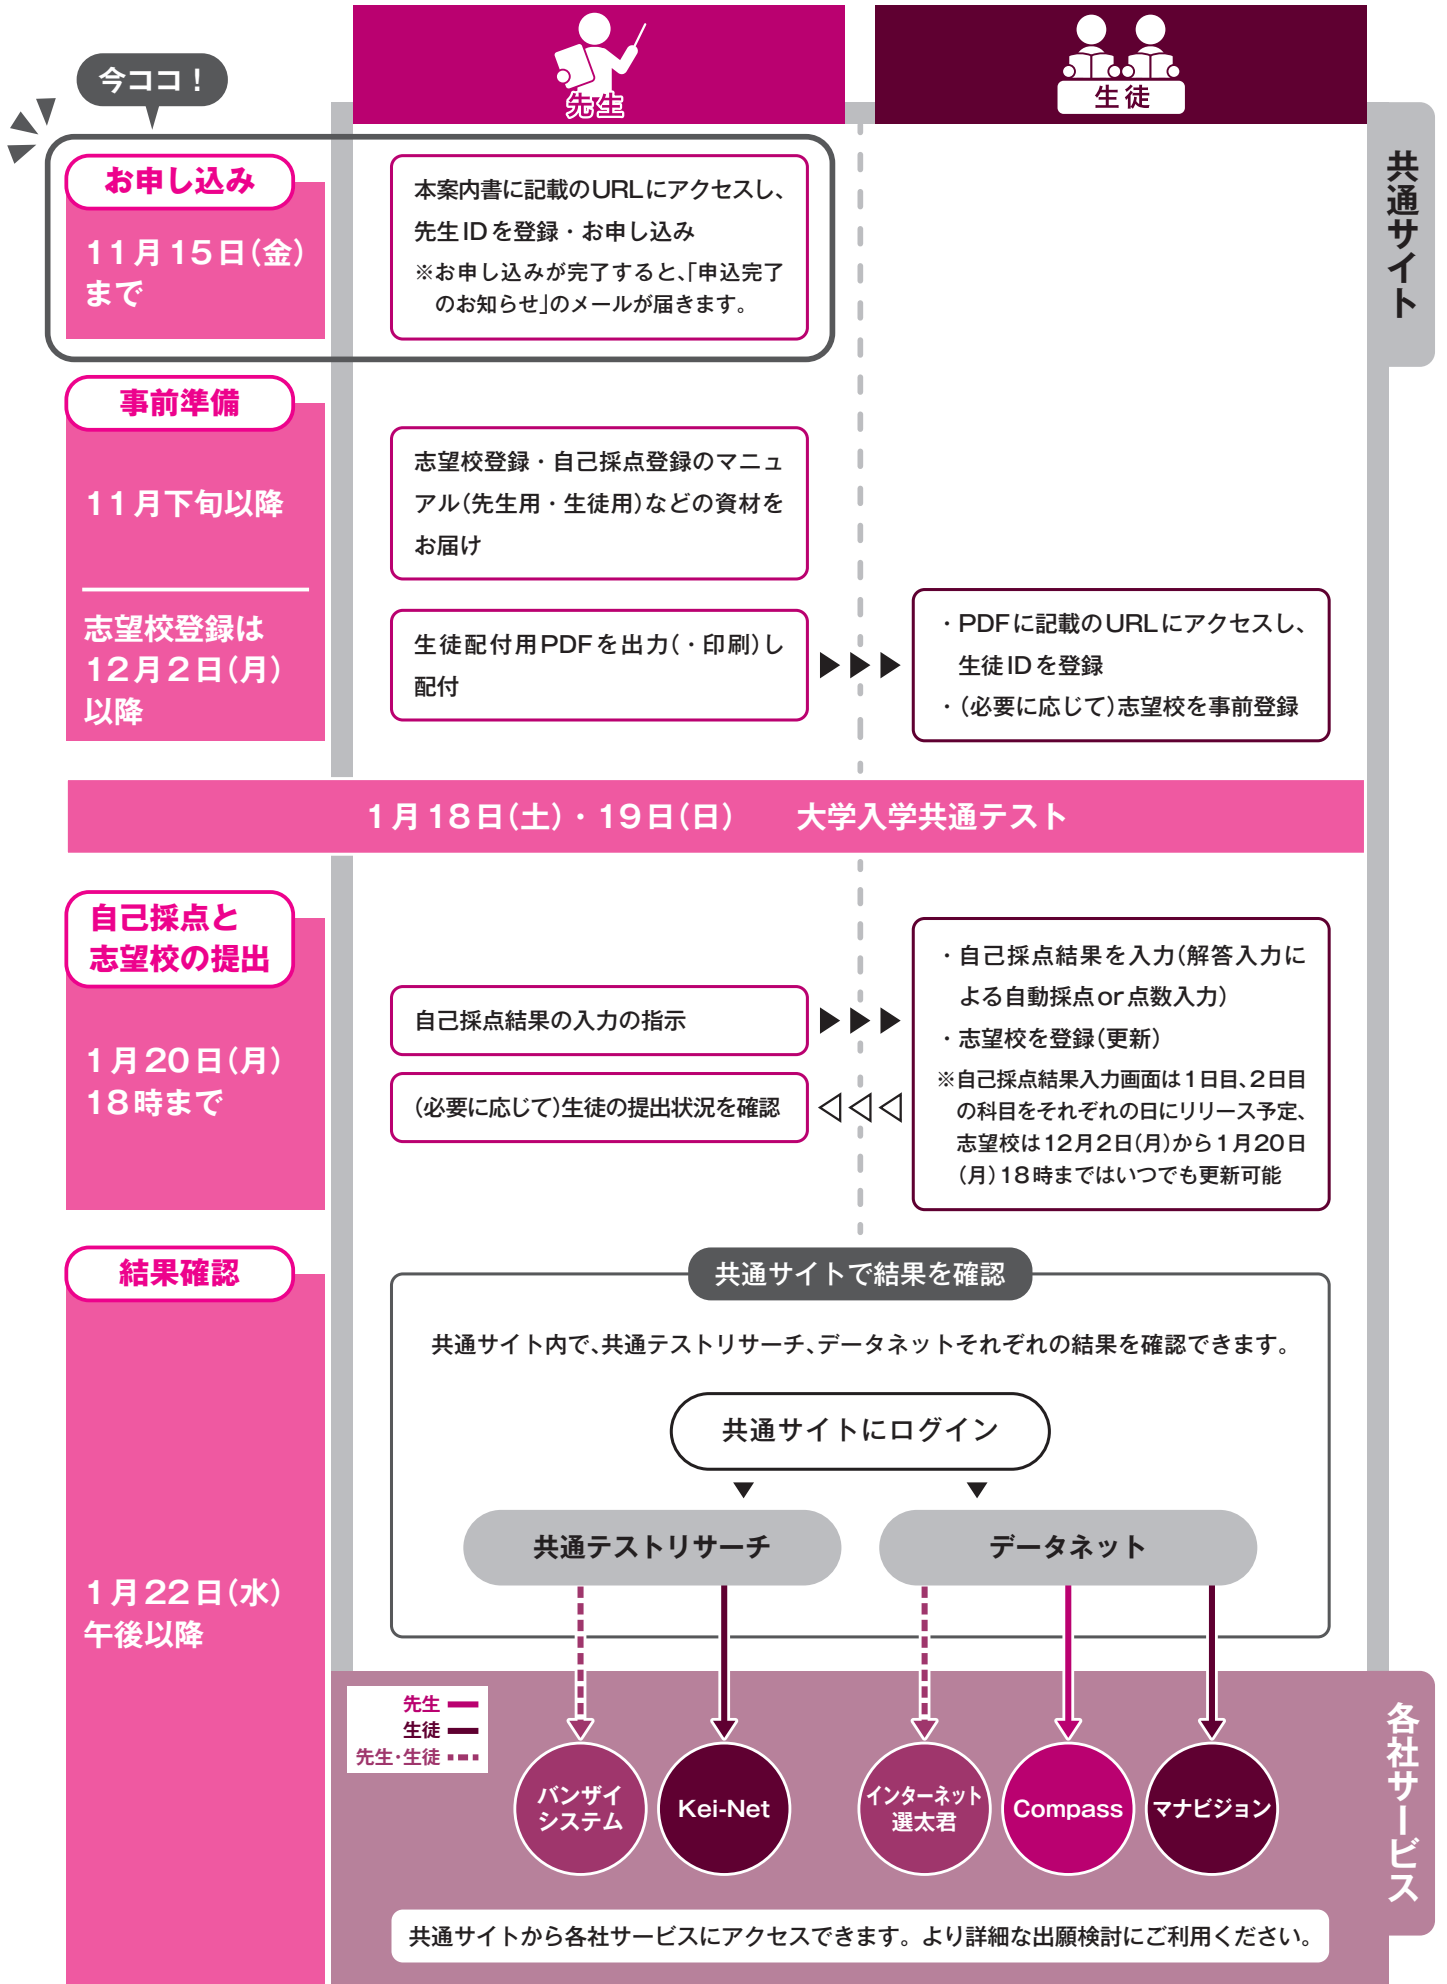 今ココ！
先生
生徒
共通サイト
お申し込み
11月15日(金)
まで
本案内書に記載のURLにアクセスし、
先生IDを登録・お申し込み
※お申し込みが完了すると、「申込完了
のお知らせ」のメールが届きます。
事前準備
11月下旬以降
志望校登録・自己採点登録のマニュ
アル(先生用・生徒用)などの資材を
お届け
志望校登録は
12月2日(月)
以降
生徒配付用PDFを出力(・印刷)し
配付
・PDFに記載のURLにアクセスし、
生徒IDを登録
・(必要に応じて)志望校を事前登録
1月18日(土)・19日(日)　大学入学共通テスト
自己採点と
志望校の提出
1月20日(月)
18時まで
自己採点結果の入力の指示
(必要に応じて)生徒の提出状況を確認
・自己採点結果を入力(解答入力に
よる自動採点or点数入力)
・志望校を登録(更新)
※自己採点結果入力画面は1日目、2日目
の科目をそれぞれの日にリリース予定、
志望校は12月2日(月)から1月20日
(月)18時まではいつでも更新可能
結果確認
1月22日(水)
午後以降
共通サイトで結果を確認
共通サイト内で、共通テストリサーチ、データネットそれぞれの結果を確認できます。
共通サイトにログイン
共通テストリサーチ
データネット
先生
生徒
先生・生徒
バンザイ
システム
Kei-Net
インターネット
選太君
Compass
マナビジョン
各社サービス
共通サイトから各社サービスにアクセスできます。より詳細な出願検討にご利用ください。